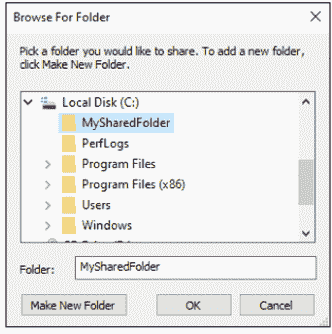 Browse For Folder
Pick a folder you would like to share. To add a new folder,
click Make New Folder.
Local Disk (C:)
MySharedFolder
PerfLogs
Program Files
Program Files (x86)
Users
Windows
Folder:
MySharedFolder
Make New Folder
OK
Cancel